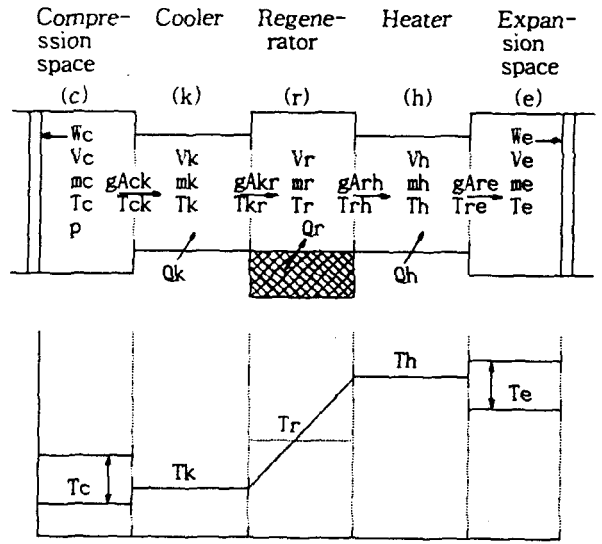 Compre-
ssion
space
Cooler
Regene-
rator
Heater
Expan-
sion
space
(c) (k) (r) (h) (e)
Wc
Vc
mc
Tc
p
gAck
Tck
Vk
mk
Tk
Qk
gAkr
Tkr
Vr
mr
Tr
Qr
gArh
Trh
Vh
mh
Th
Qh
gAre
Tre
We
Ve
me
Te
Tc
Tk
Tr
Th
Te